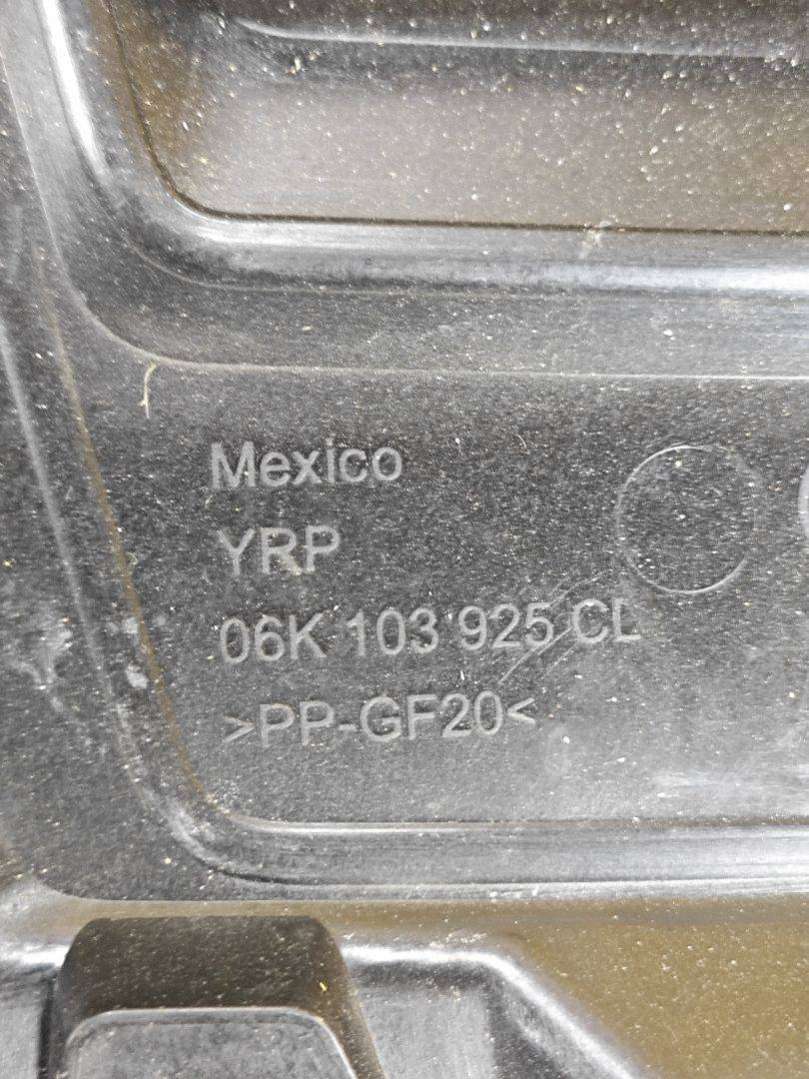 Mexico
YRP
06K 103 925 CL
>PP-GF20<